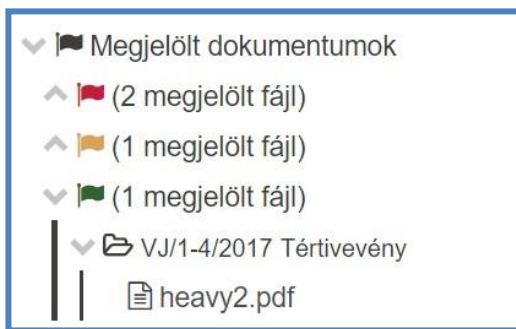 Megjelölt dokumentumok
(2 megjelölt fájl)
(1 megjelölt fájl)
(1 megjelölt fájl)
VJ/1-4/2017 Tértivevény
heavy2.pdf